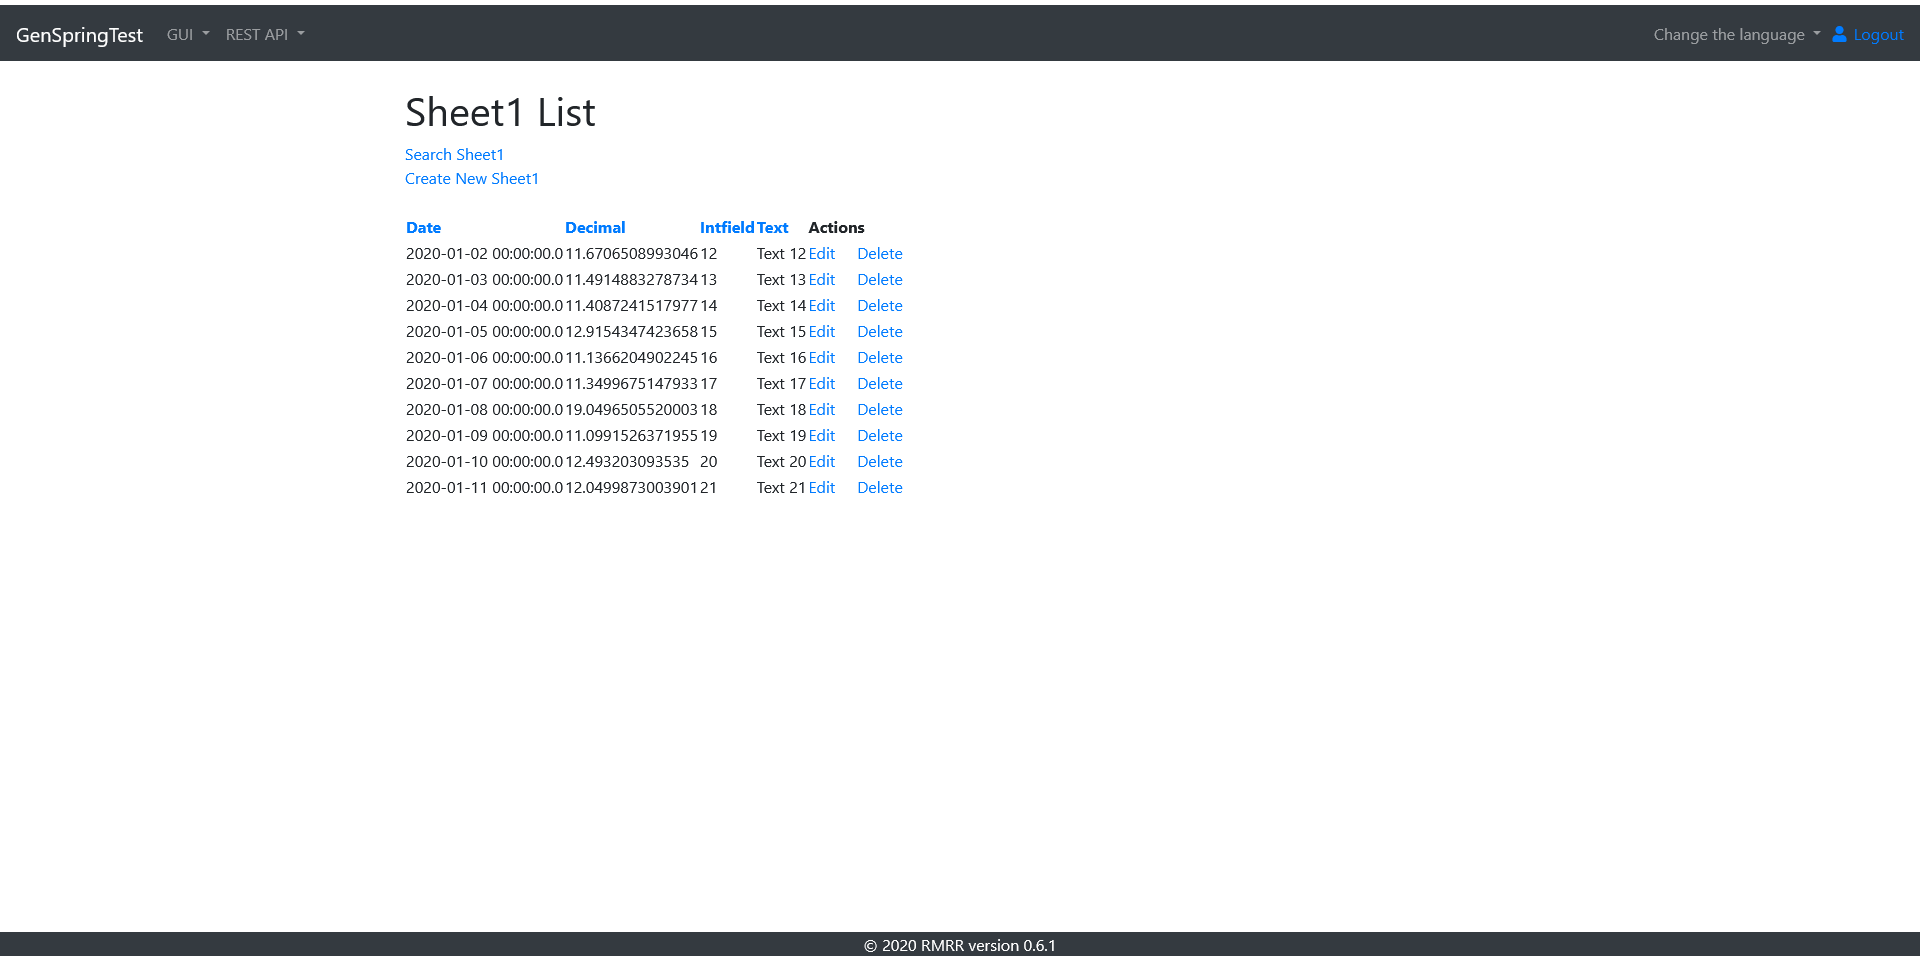 GenSpringTest GUI REST API Change the language Logout
Sheet1 List
Search Sheet1
Create New Sheet1
Date Decimal Intfield Text Actions
2020-01-02 00:00:00.0 11.6706508993046 12 Text 12 Edit Delete
2020-01-03 00:00:00.0 11.4914883278734 13 Text 13 Edit Delete
2020-01-04 00:00:00.0 11.4087241517977 14 Text 14 Edit Delete
2020-01-05 00:00:00.0 12.9154347423658 15 Text 15 Edit Delete
2020-01-06 00:00:00.0 11.1366204902245 16 Text 16 Edit Delete
2020-01-07 00:00:00.0 11.3499675147933 17 Text 17 Edit Delete
2020-01-08 00:00:00.0 19.0496505520003 18 Text 18 Edit Delete
2020-01-09 00:00:00.0 11.0991526371955 19 Text 19 Edit Delete
2020-01-10 00:00:00.0 12.493203093535 20 Text 20 Edit Delete
2020-01-11 00:00:00.0 12.0499873003901 21 Text 21 Edit Delete
© 2020 RMRR version 0.6.1